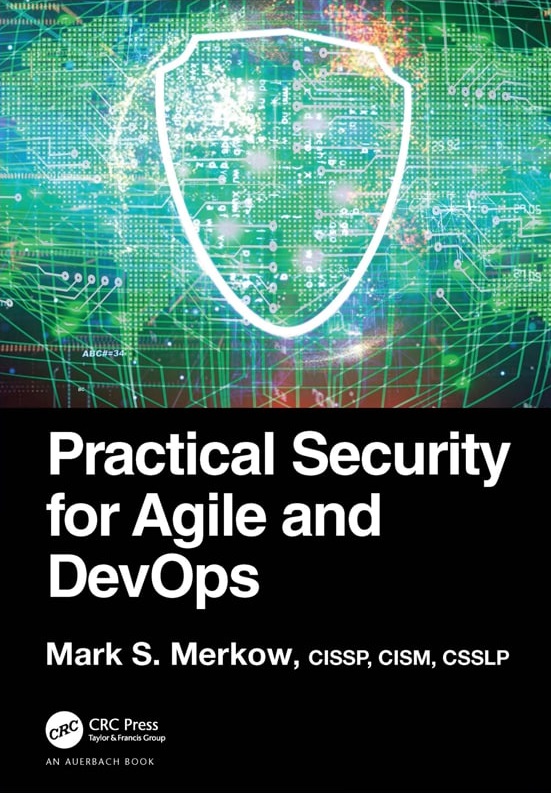 ABC#=34
Practical Security
for Agile and
DevOps
Mark S. Merkow, CISSP, CISM, CSSLP
CRC
CRC Press
Taylor & Francis Group
AN AUERBACH BOOK